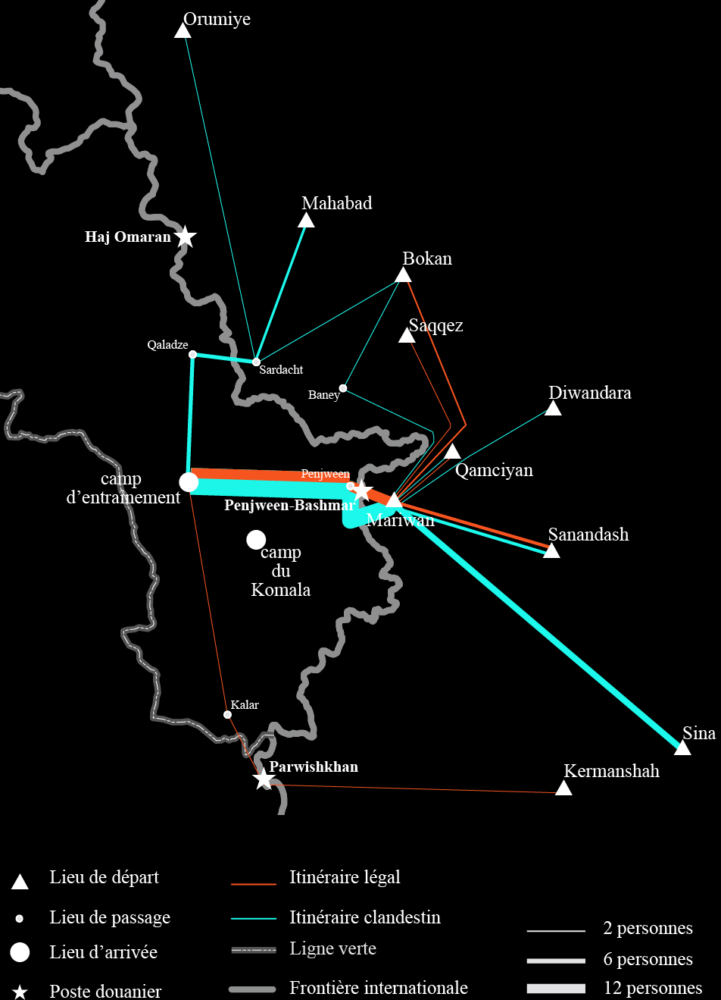 Orumiye
Mahabad
Haj Omaran
Bokan
Saqqez
Qaladze
Sardacht
Baney
Diwandara
Qamciyan
Penjween
camp
d’entraînement
Penjween-Bashmar
Mariwan
Sanandash
camp
du
Komala
Kalar
Sina
Parwishkhan
Kermanshah
Lieu de départ
Itinéraire légal
Lieu de passage
Itinéraire clandestin
2 personnes
Lieu d’arrivée
Ligne verte
6 personnes
Poste douanier
Frontière internationale
12 personnes